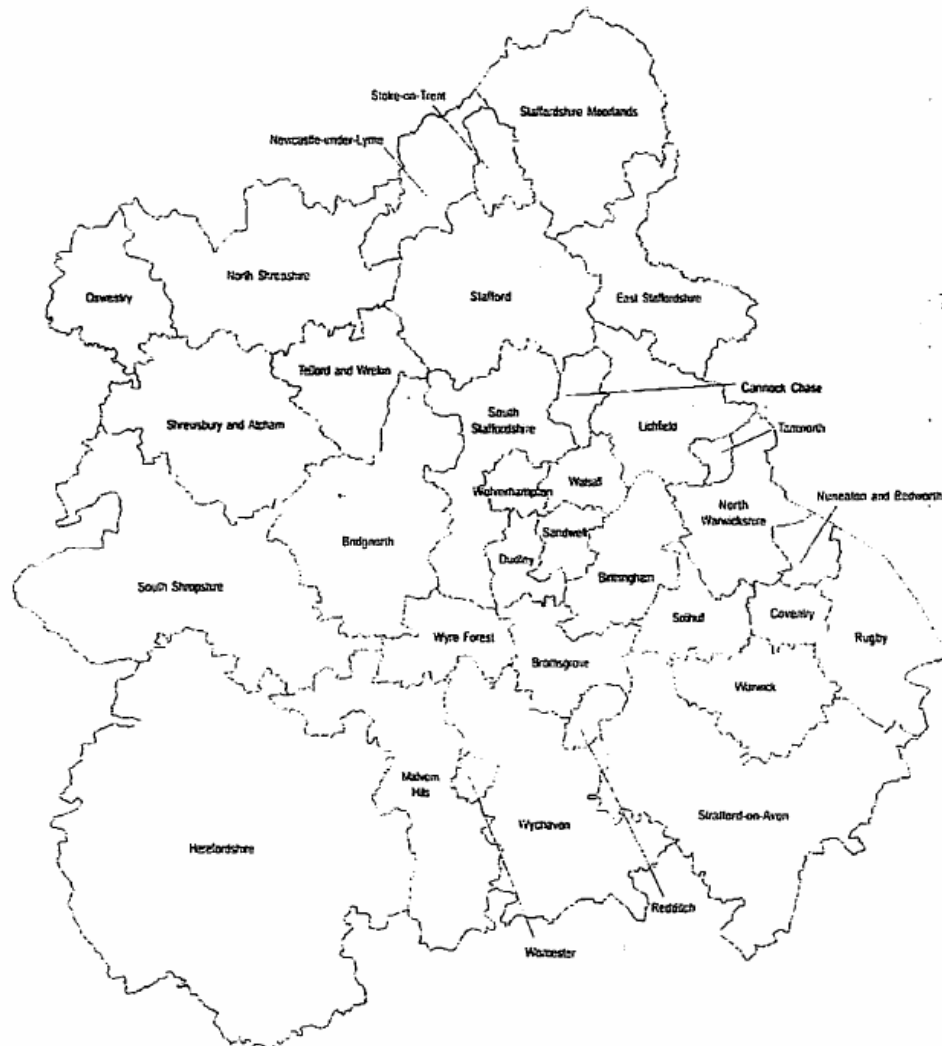 Stoke-on-Trent
Staffordshire Moorlands
Newcastle-under-Lyme
North Shropshire
Oswestry
Stafford
East Staffordshire
Telford and Wrekin
Cannock Chase
South
Staffordshire
Shrewsbury and Atcham
Lichfield
Tamworth
Walsall
Wolverhampton
Nuneaton and Bedworth
North
Warwickshire
Sandwell
Bridgnorth
Dudley
Birmingham
South Shropshire
Solihull
Coventry
Wyre Forest
Rugby
Bromsgrove
Warwick
Malvern
Hills
Stratford-on-Avon
Wychavon
Herefordshire
Redditch
Worcester